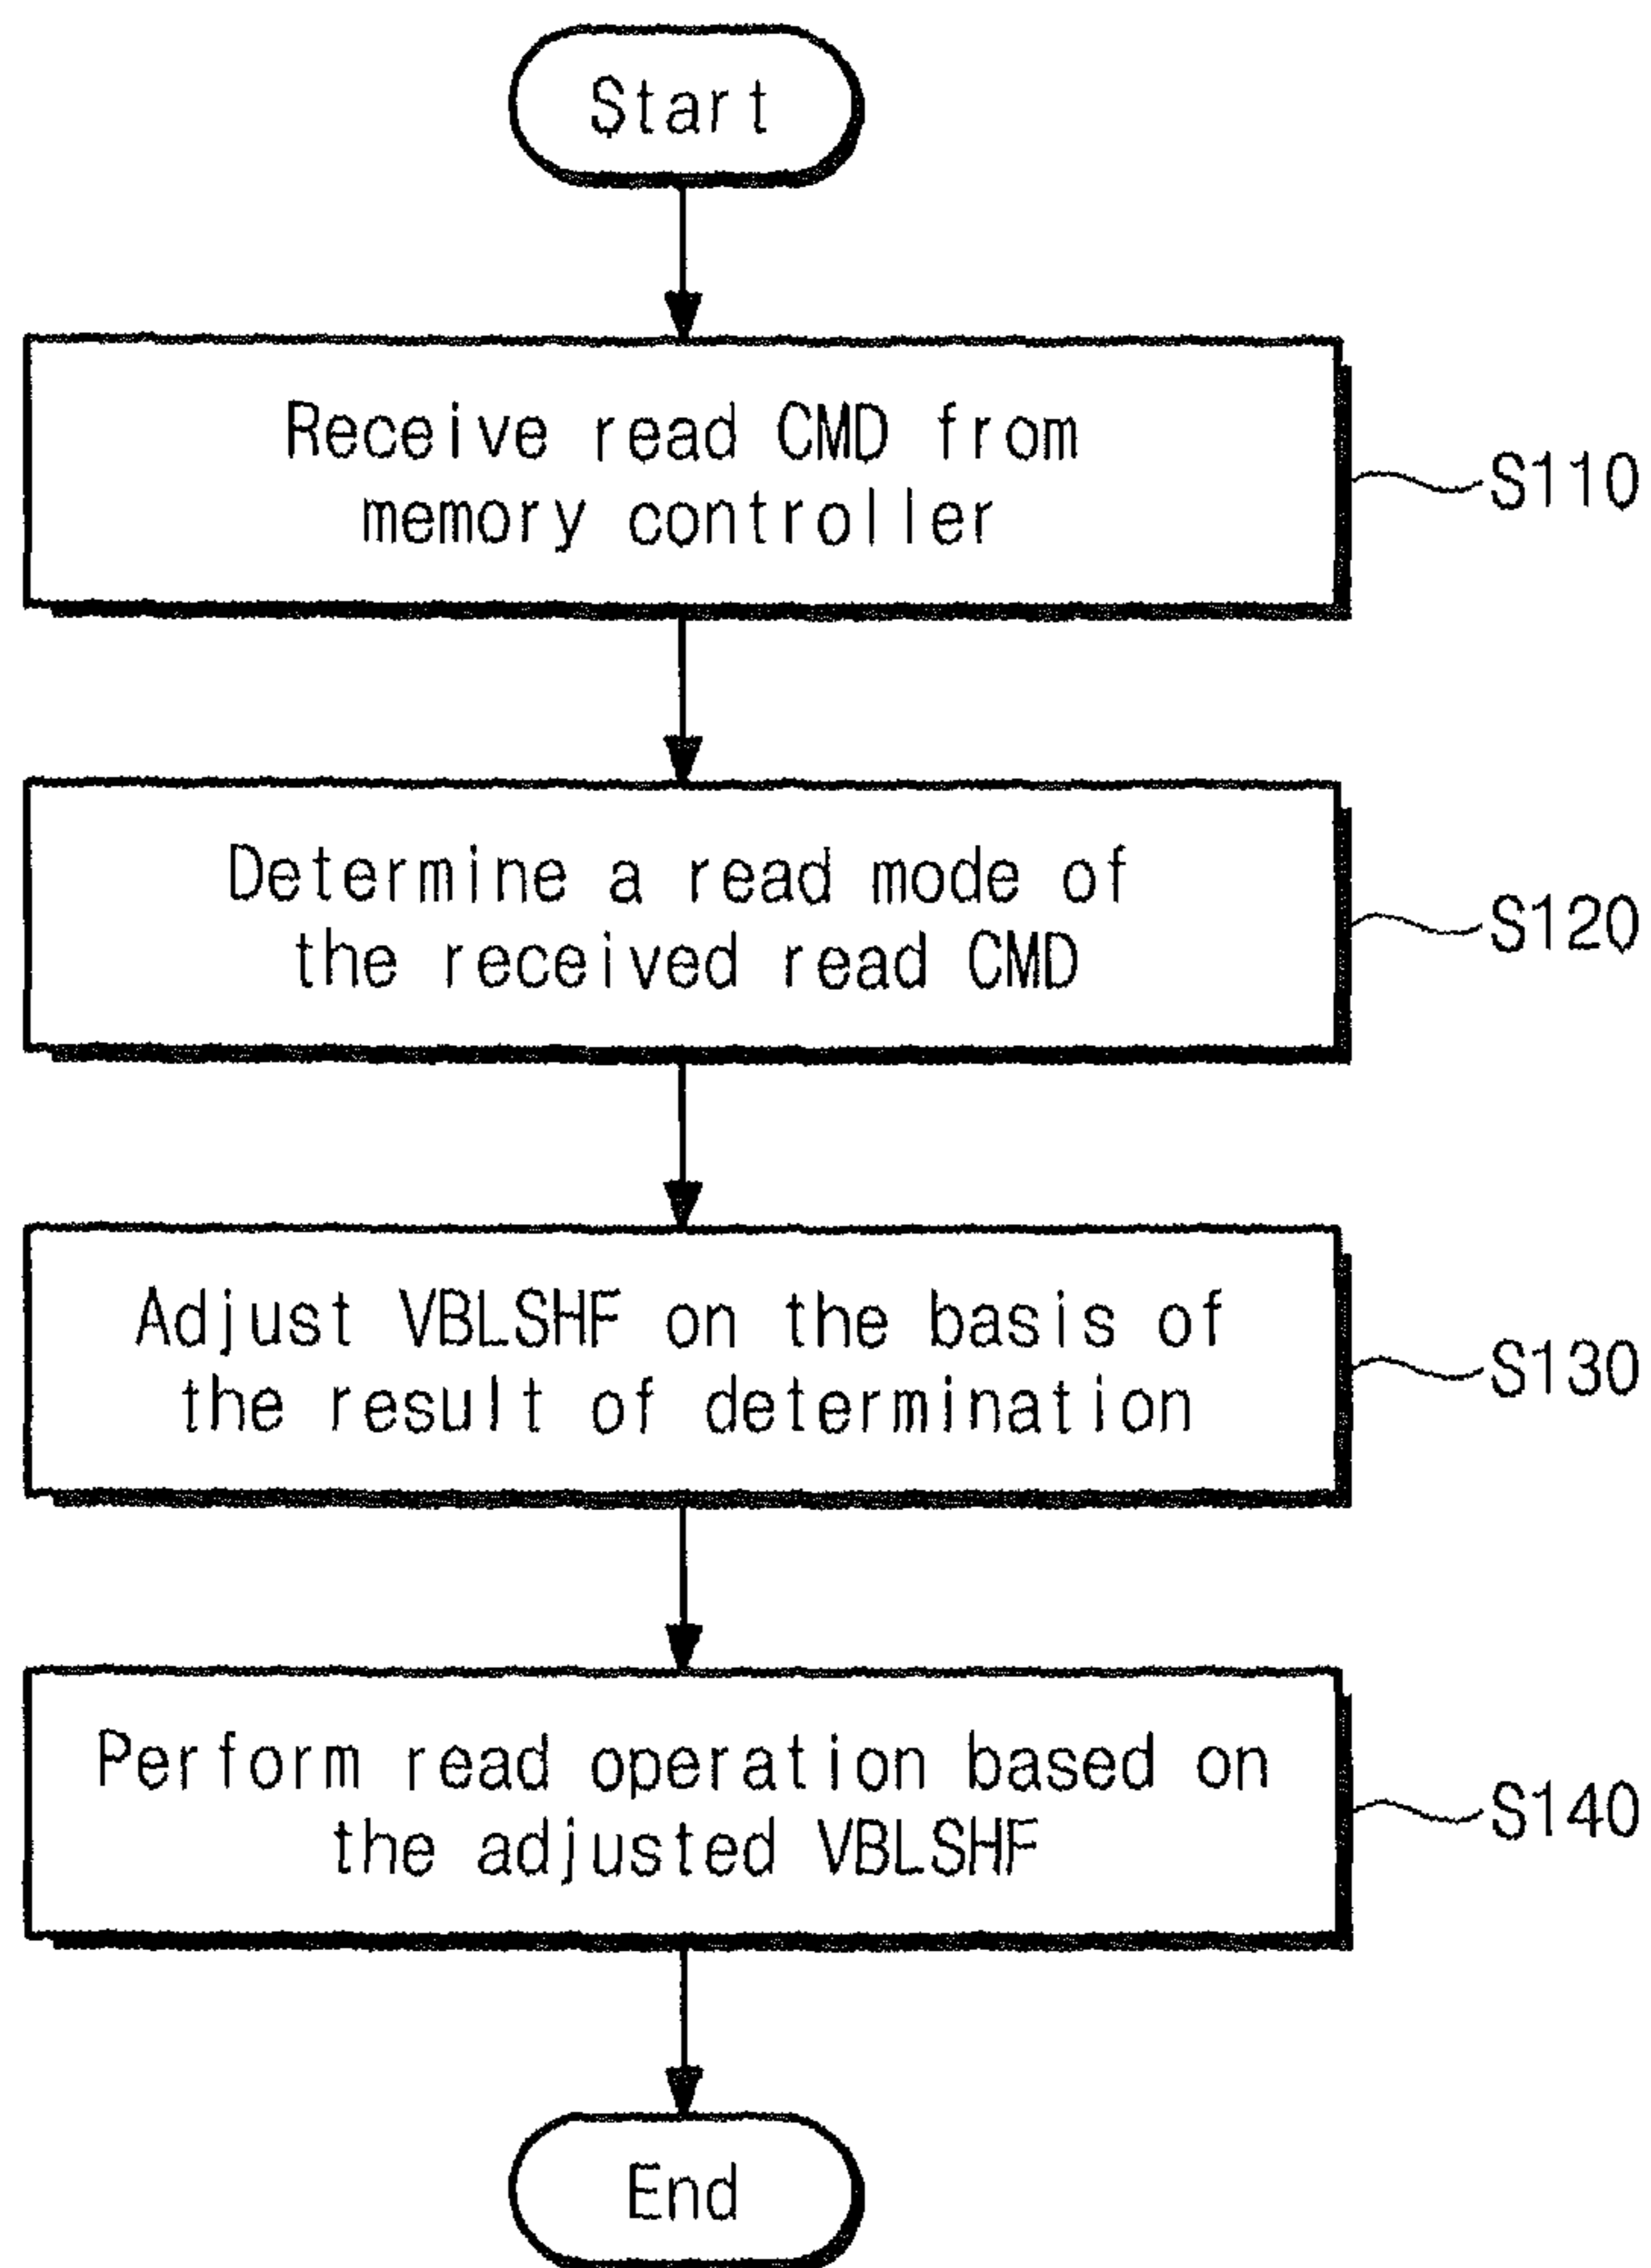 Start
Receive read CMD from
memory controller
S110
Determine a read mode of
the received read CMD
S120
Adjust VBLSHF on the basis of
the result of determination
S130
Perform read operation based on
the adjusted VBLSHF
S140
End